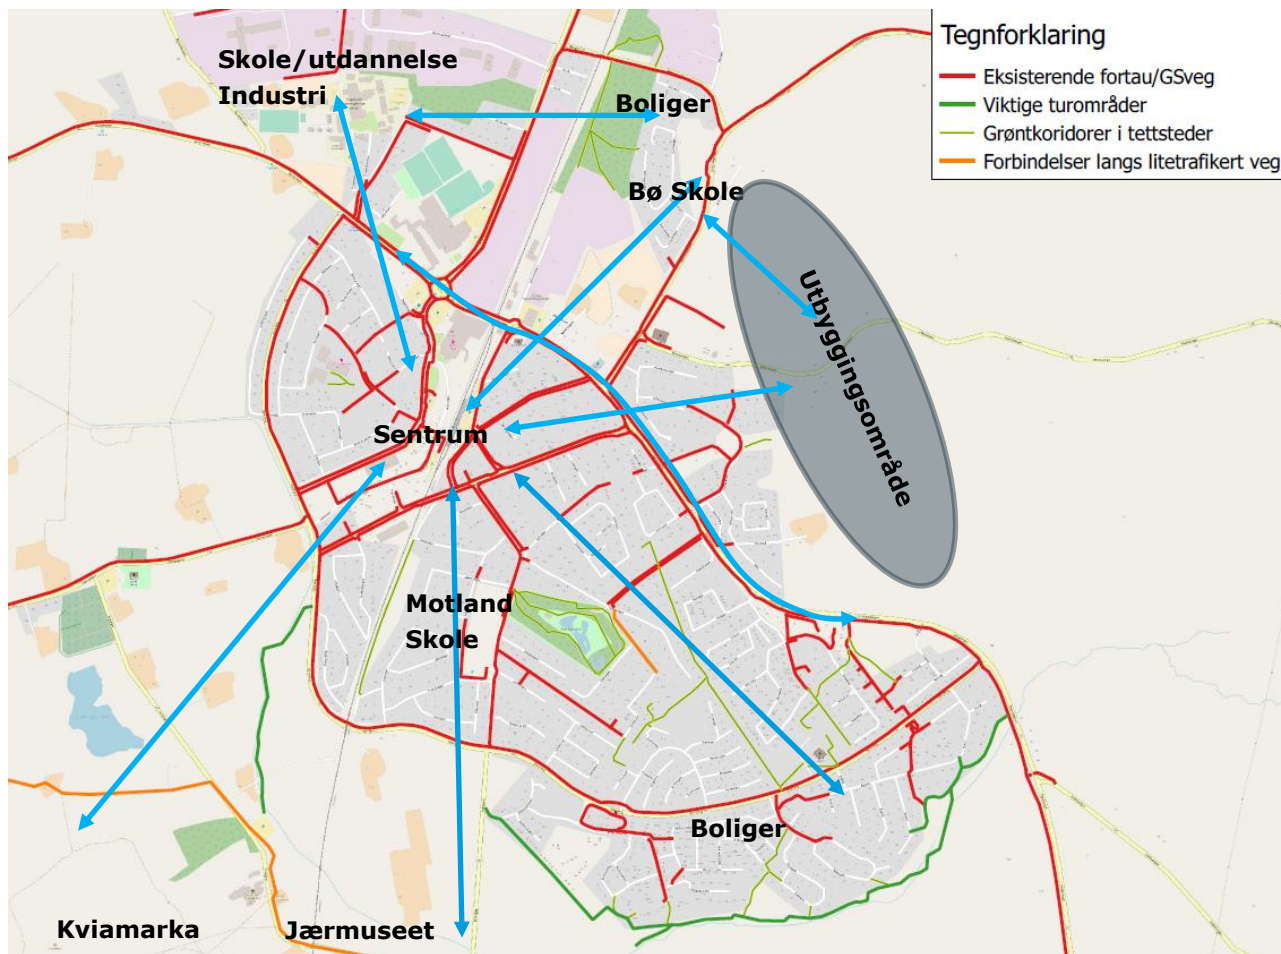 Tegnforklaring
Eksisterende fortau/GSveg
Viktige turområder
Grøntkoridorer i tettsteder
Forbindelser langs litetrafikert veg
Skole/utdannelse
Industri
Boliger
Bø Skole
Utbyggingsområde
Sentrum
Motland
Skole
Boliger
Kviamarka
Jærmuseet